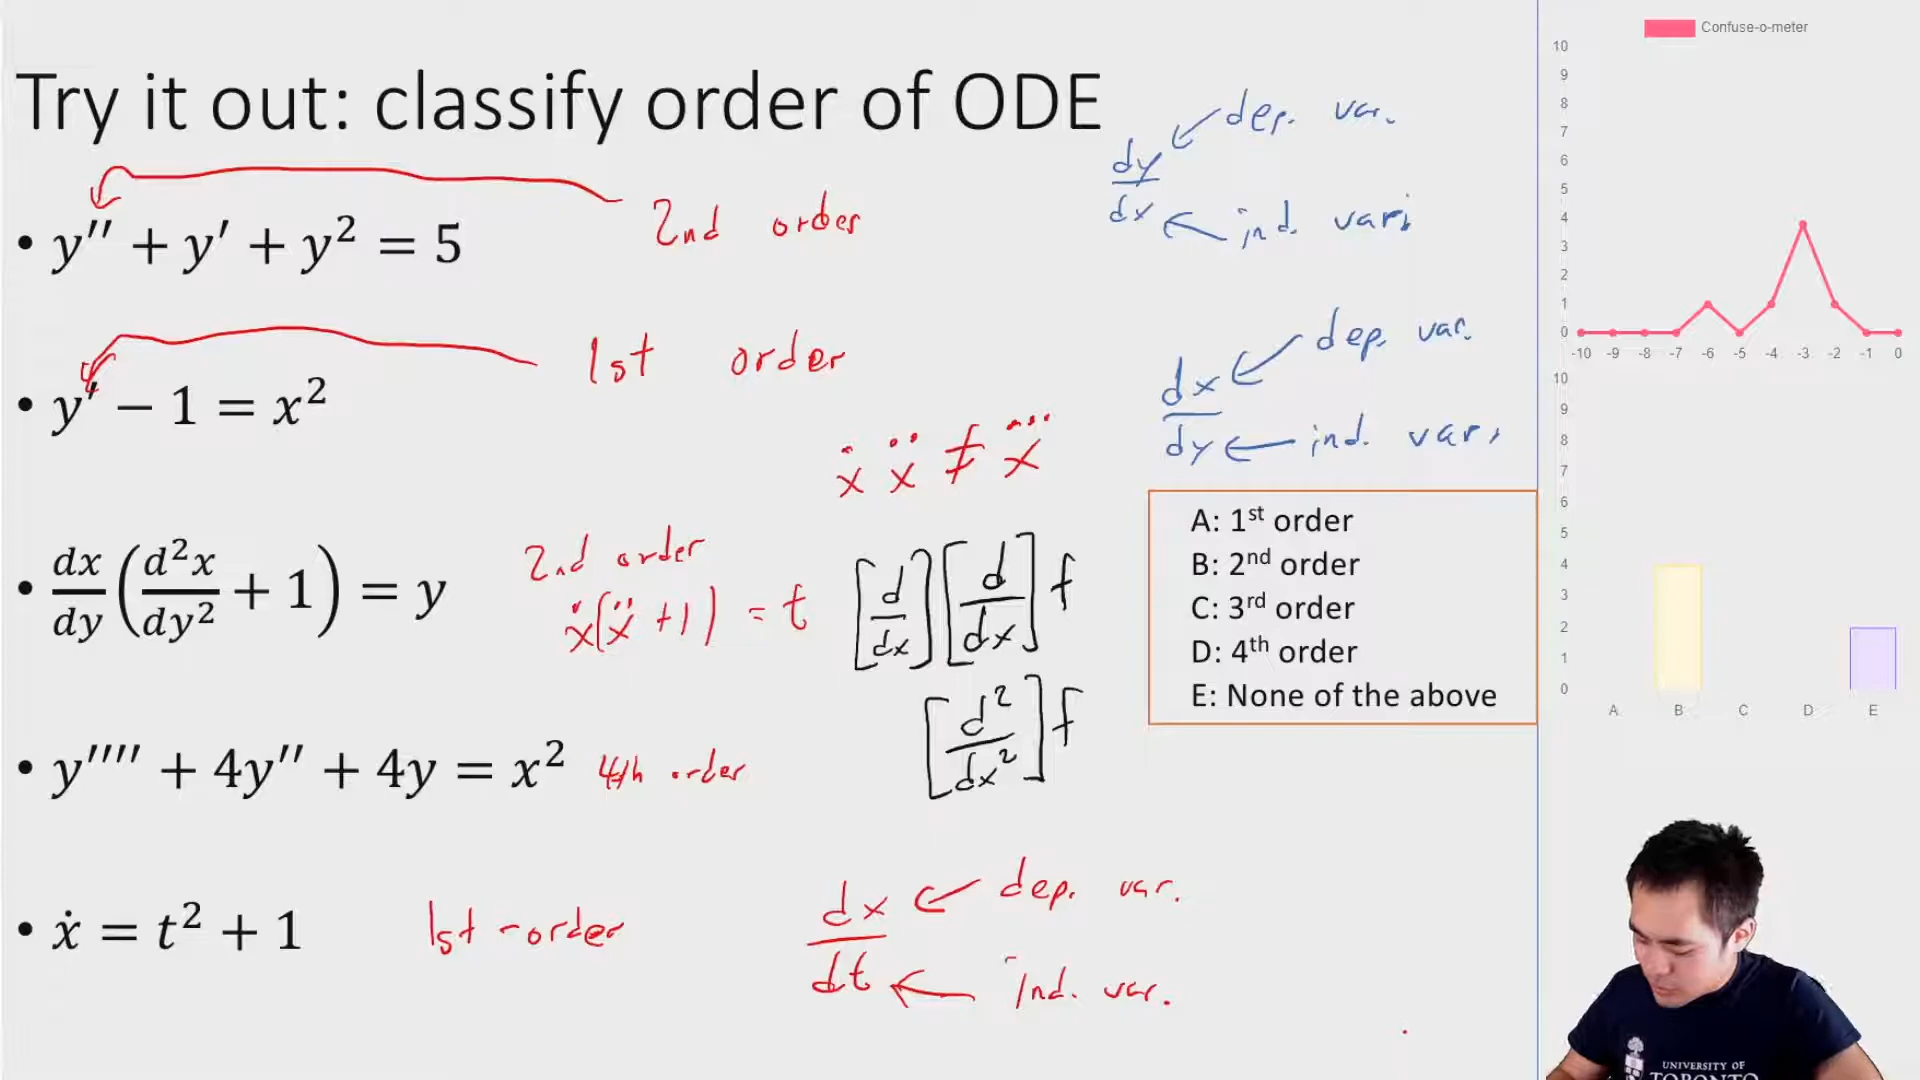 Try it out: classify order of ODE
• y′′ + y′ + y² = 5
2nd order
• y′ − 1 = x²
1st order
ẋ ẍ ≠ x⃛
• dx/dy (d²x/dy² + 1) = y
2nd order
ẋ(ẍ + 1) = t
[d/dx][d/dx] f
[d²/dx²] f
• y′′′′ + 4y′′ + 4y = x²
4th order
• ẋ = t² + 1
1st-order
dx ← dep. var.
dt ← ind. var.
dy ← dep. var.
dx ← ind. var.
dx ← dep. var.
dy ← ind. var.
A: 1st order
B: 2nd order
C: 3rd order
D: 4th order
E: None of the above
Confuse-o-meter
10
9
8
7
6
5
4
3
2
1
0
-10 -9 -8 -7 -6 -5 -4 -3 -2 -1 0
10
9
8
7
6
5
4
3
2
1
0
A B C D E
UNIVERSITY OF
TORONTO